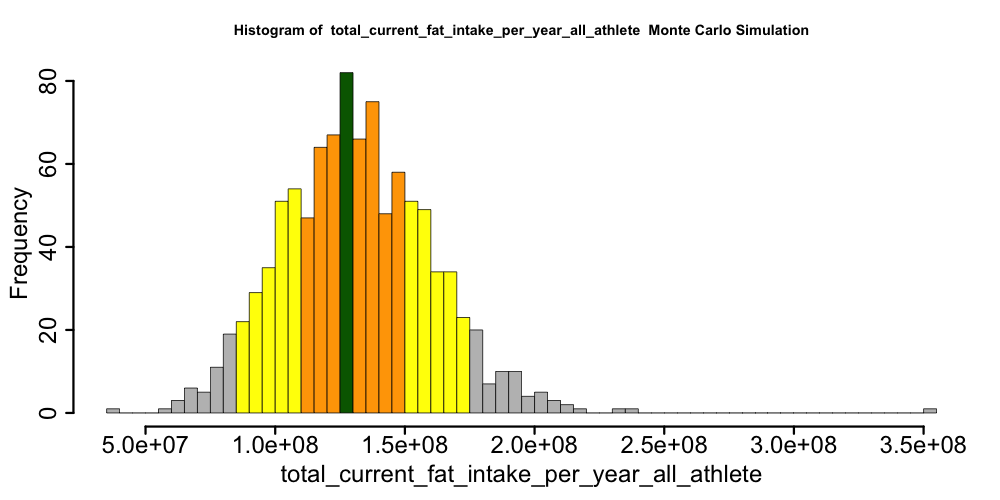 Histogram of  total_current_fat_intake_per_year_all_athlete  Monte Carlo Simulation
Frequency
80
60
40
20
0
5.0e+07 1.0e+08 1.5e+08 2.0e+08 2.5e+08 3.0e+08 3.5e+08
total_current_fat_intake_per_year_all_athlete